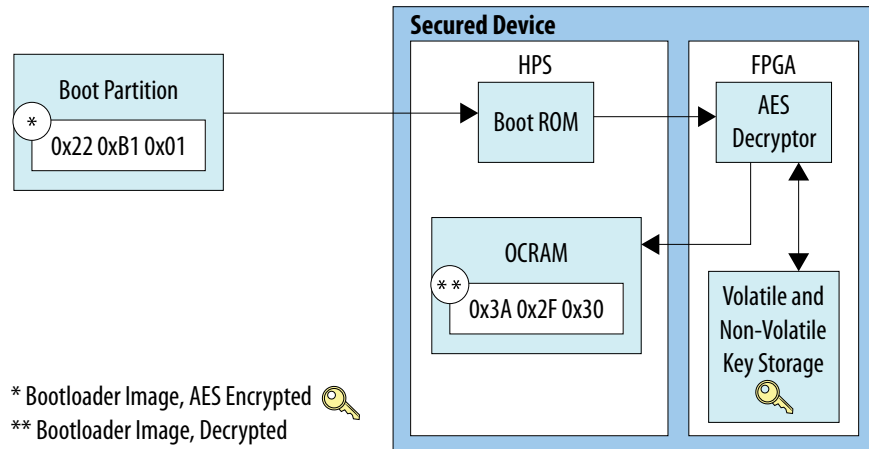 Secured Device
Boot Partition
*
0x22 0xB1 0x01
HPS
Boot ROM
FPGA
AES
Decryptor
OCRAM
**
0x3A 0x2F 0x30
Volatile and
Non-Volatile
Key Storage
* Bootloader Image, AES Encrypted
** Bootloader Image, Decrypted